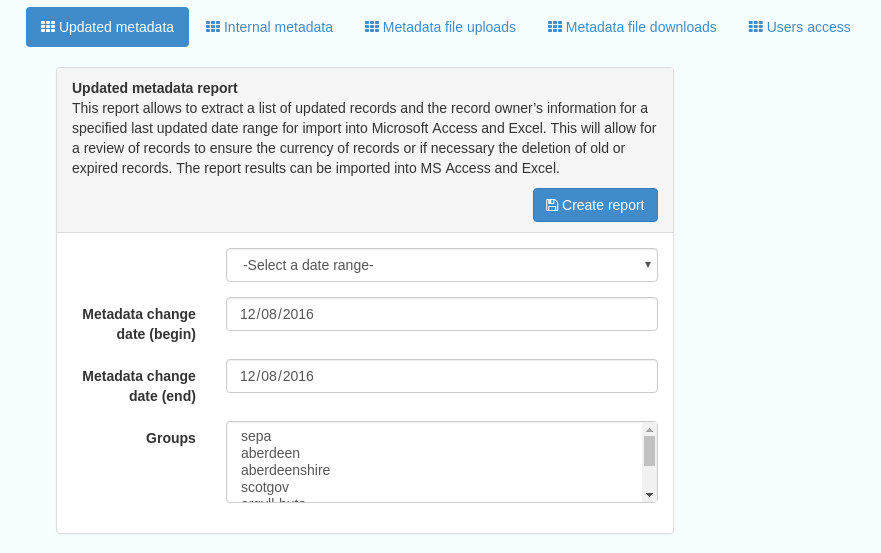 Updated metadata Internal metadata Metadata file uploads Metadata file downloads Users access
Updated metadata report
This report allows to extract a list of updated records and the record owner’s information for a
specified last updated date range for import into Microsoft Access and Excel. This will allow for
a review of records to ensure the currency of records or if necessary the deletion of old or
expired records. The report results can be imported into MS Access and Excel.
Create report
-Select a date range-
Metadata change
date (begin)
12/08/2016
Metadata change
date (end)
12/08/2016
Groups
sepa
aberdeen
aberdeenshire
scotgov